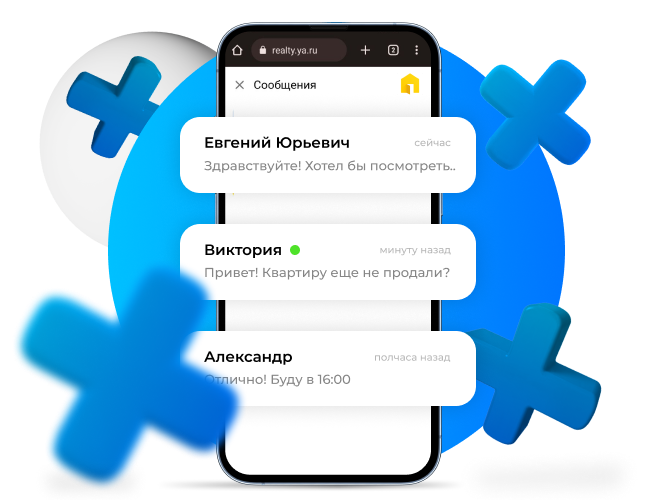 realty.ya.ru
2
Сообщения
Евгений Юрьевич
сейчас
Здравствуйте! Хотел бы посмотреть..
Виктория
минуту назад
Привет! Квартиру еще не продали?
Александр
полчаса назад
Отлично! Буду в 16:00